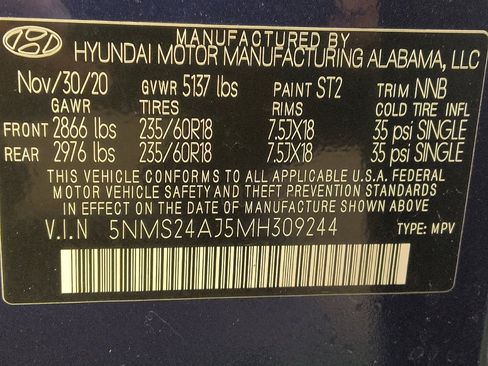 MANUFACTURED BY
HYUNDAI MOTOR MANUFACTURING ALABAMA, LLC
Nov/30/20 GVWR 5137 lbs PAINT ST2 TRIM NNB
GAWR TIRES RIMS COLD TIRE INFL
FRONT 2866 lbs 235/60R18 7.5JX18 35 psi SINGLE
REAR 2976 lbs 235/60R18 7.5JX18 35 psi SINGLE
THIS VEHICLE CONFORMS TO ALL APPLICABLE U.S.A. FEDERAL
MOTOR VEHICLE SAFETY AND THEFT PREVENTION STANDARDS
IN EFFECT ON THE DATE OF MANUFACTURE SHOWN ABOVE
V.I.N 5NMS24AJ5MH309244 TYPE: MPV